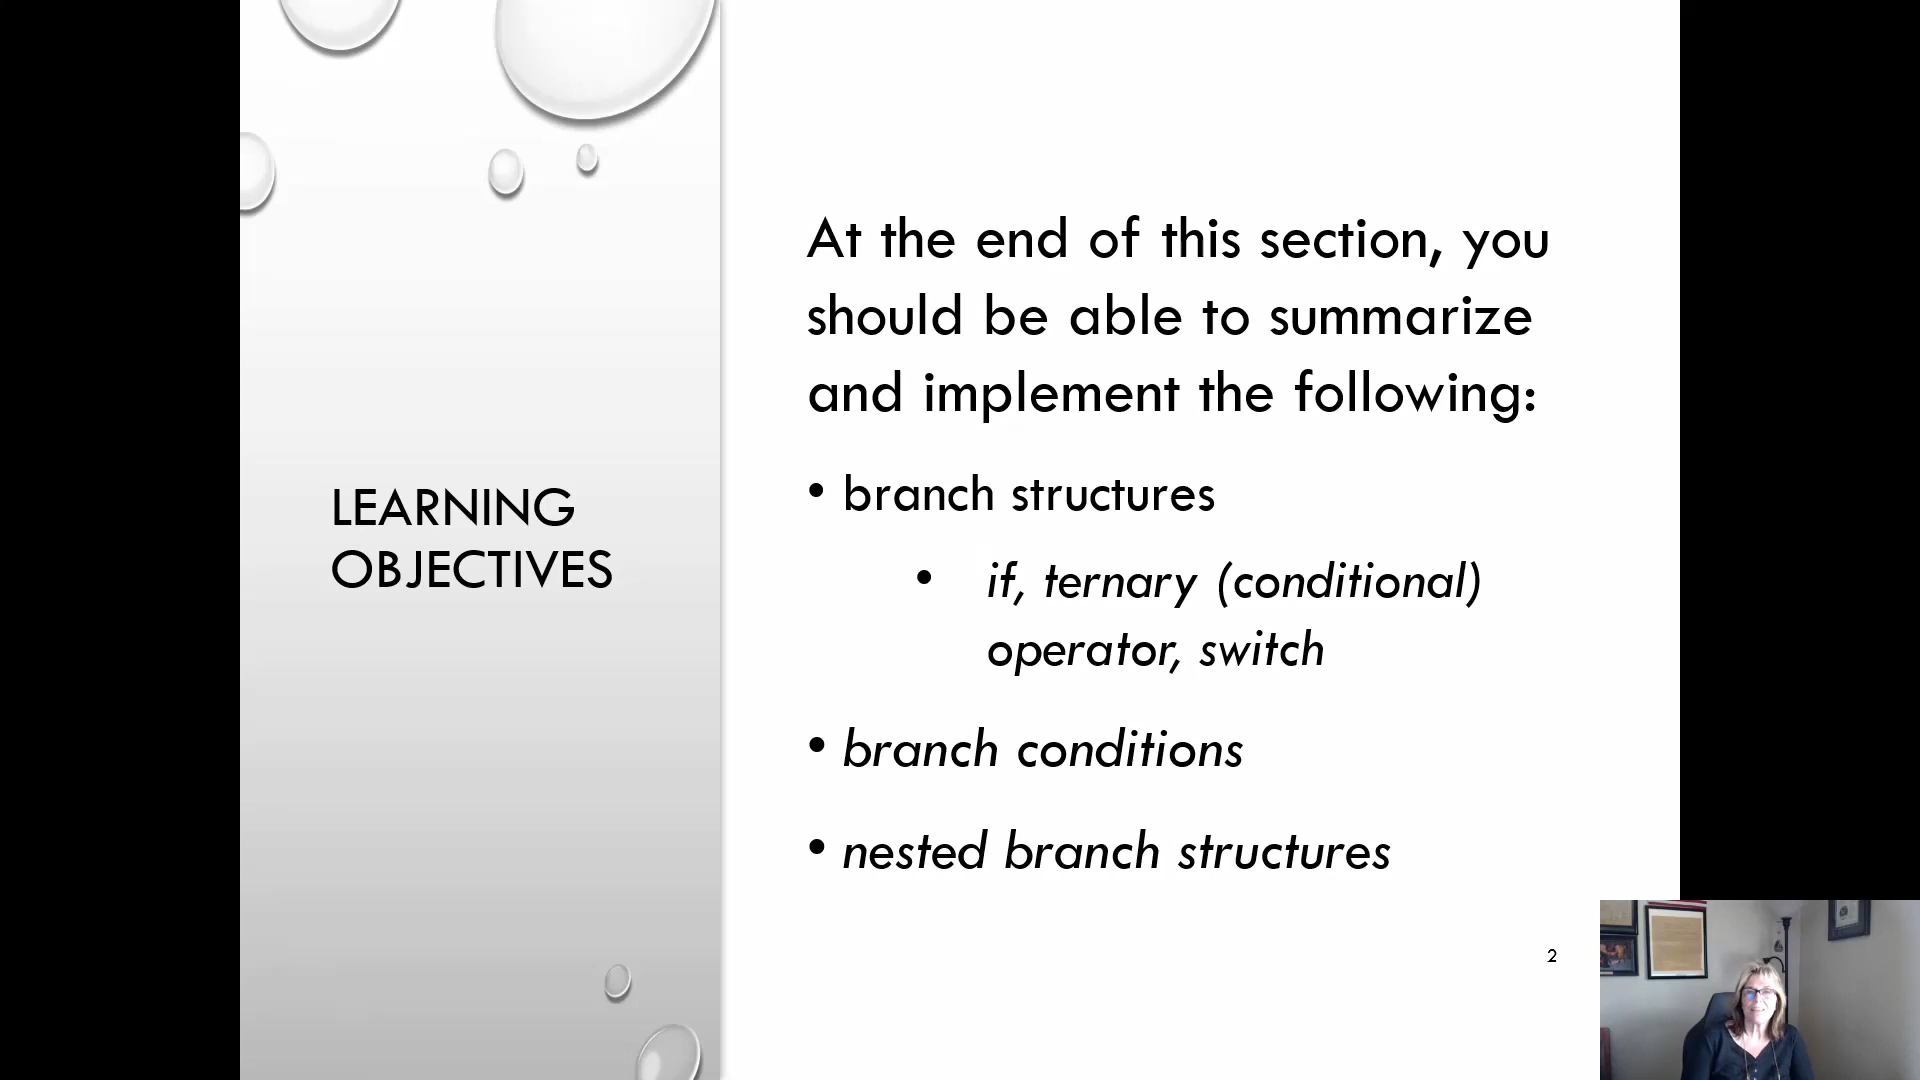 LEARNING
OBJECTIVES
At the end of this section, you
should be able to summarize
and implement the following:
• branch structures
• if, ternary (conditional)
operator, switch
• branch conditions
• nested branch structures
2